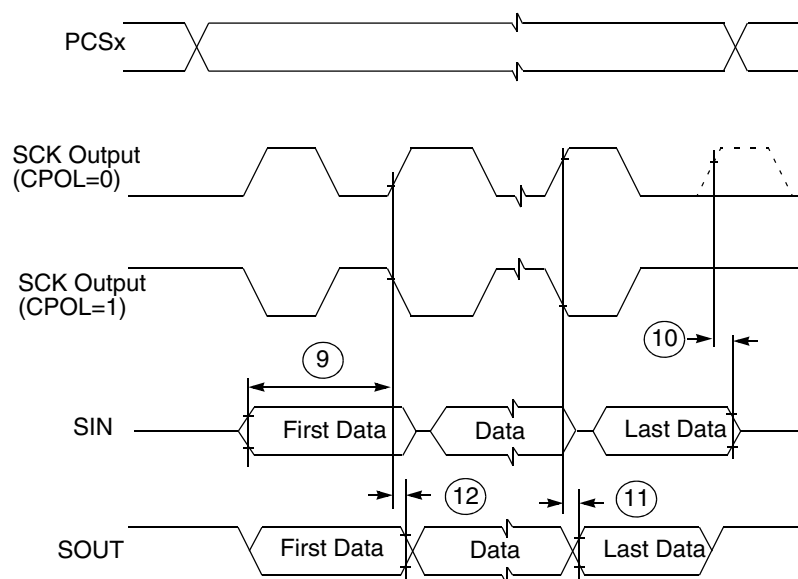 PCSx
SCK Output
(CPOL=0)
SCK Output
(CPOL=1)
10
9
SIN
First Data
Data
Last Data
12
11
SOUT
First Data
Data
Last Data